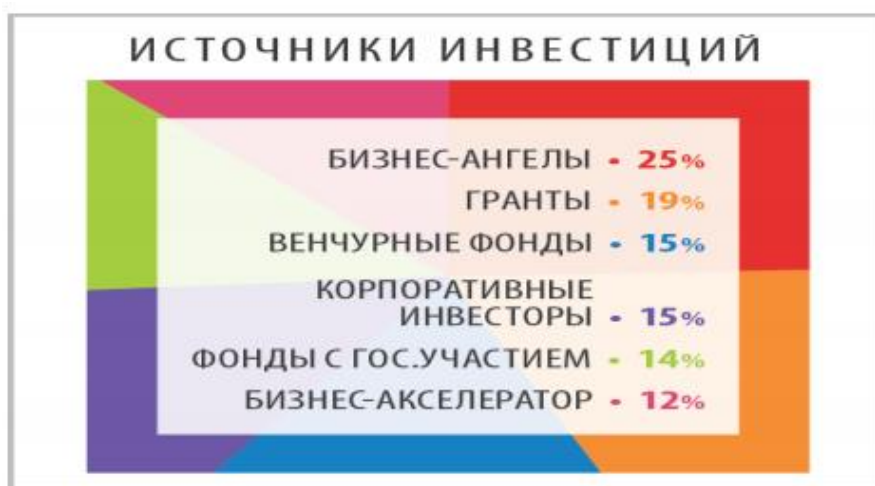 ИСТОЧНИКИ ИНВЕСТИЦИЙ
БИЗНЕС-АНГЕЛЫ • 25%
ГРАНТЫ • 19%
ВЕНЧУРНЫЕ ФОНДЫ • 15%
КОРПОРАТИВНЫЕ
ИНВЕСТОРЫ • 15%
ФОНДЫ С ГОС.УЧАСТИЕМ • 14%
БИЗНЕС-АКСЕЛЕРАТОР • 12%